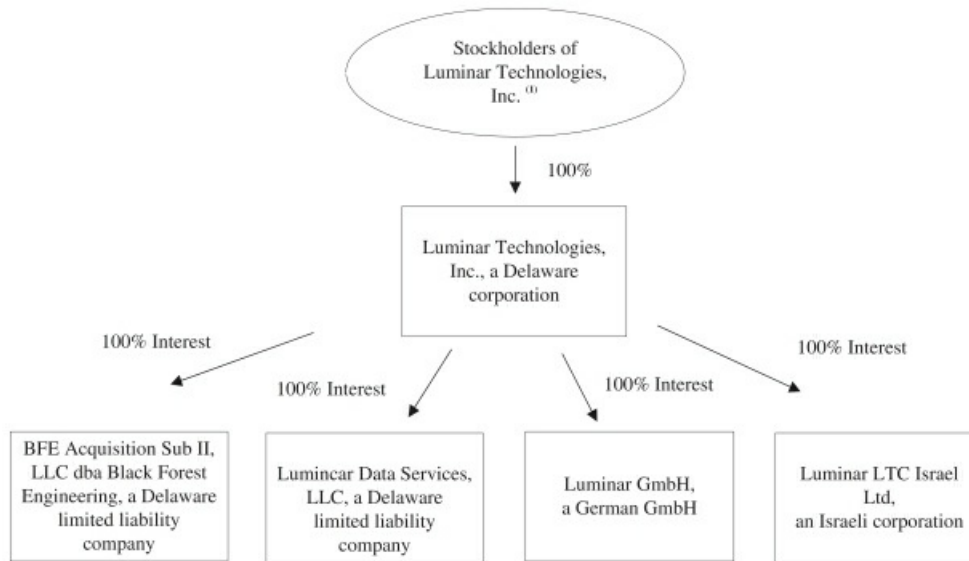 Stockholders of
Luminar Technologies,
Inc. (1)
100%
Luminar Technologies,
Inc., a Delaware
corporation
100% Interest
100% Interest
100% Interest
100% Interest
BFE Acquisition Sub II,
LLC dba Black Forest
Engineering, a Delaware
limited liability
company
Lumincar Data Services,
LLC, a Delaware
limited liability
company
Luminar GmbH,
a German GmbH
Luminar LTC Israel
Ltd,
an Israeli corporation